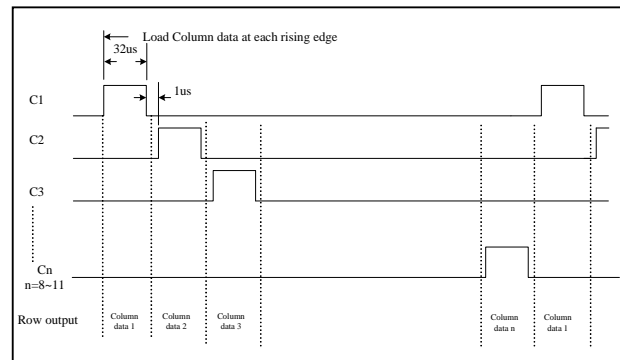 Load Column data at each rising edge
32us
1us
C1
C2
C3
Cn
n=8~11
Row output
Column data 1
Column data 2
Column data 3
Column data n
Column data 1